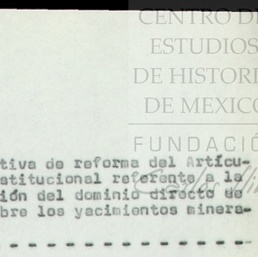 CENTRO DE
ESTUDIOS
DE HISTORI
DE MEXICO
FUNDACIÓ
tiva de reforma del Artícu-
stitucional referente a la
ión del dominio directo de
bre los yacimientos minera-